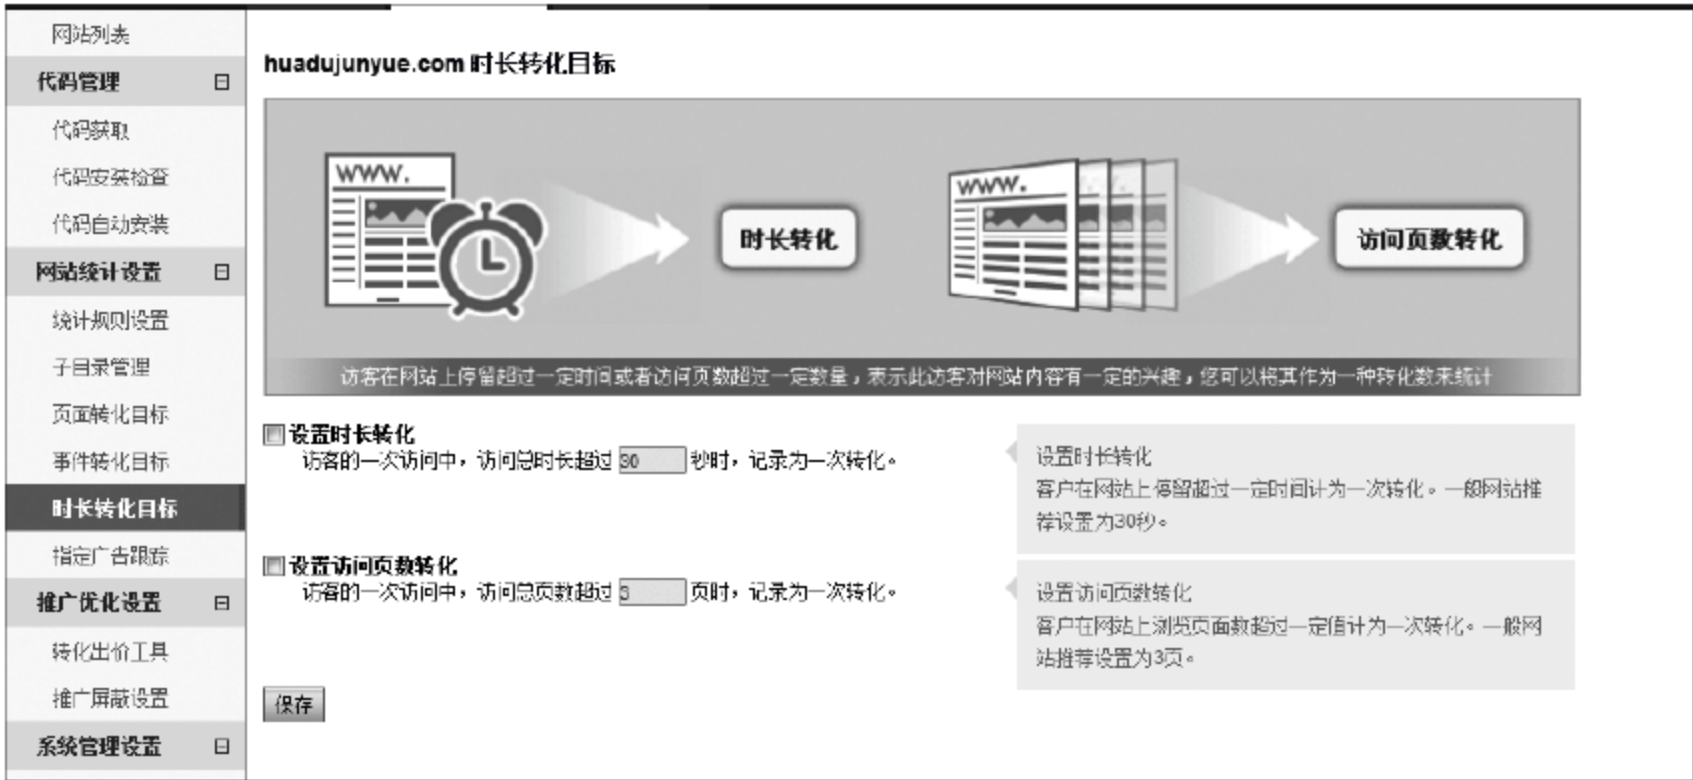 网站列表
代码管理
代码获取
代码安装检查
代码自动安装
网站统计设置
统计规则设置
子目录管理
页面转化目标
事件转化目标
时长转化目标
指定广告跟踪
推广优化设置
转化出价工具
推广屏蔽设置
系统管理设置
huadujunyue.com 时长转化目标
www.
时长转化
www.
访问页数转化
访客在网站上停留超过一定时间或者访问页数超过一定数量，表示此访客对网站内容有一定的兴趣，您可以将其作为一种转化数来统计
设置时长转化
访客的一次访问中，访问总时长超过 30 秒时，记录为一次转化。
设置时长转化
客户在网站上停留超过一定时间计为一次转化。一般网站推
荐设置为30秒。
设置访问页数转化
访客的一次访问中，访问总页数超过 3 页时，记录为一次转化。
设置访问页数转化
客户在网站上浏览页面数超过一定值计为一次转化。一般网
站推荐设置为3页。
保存